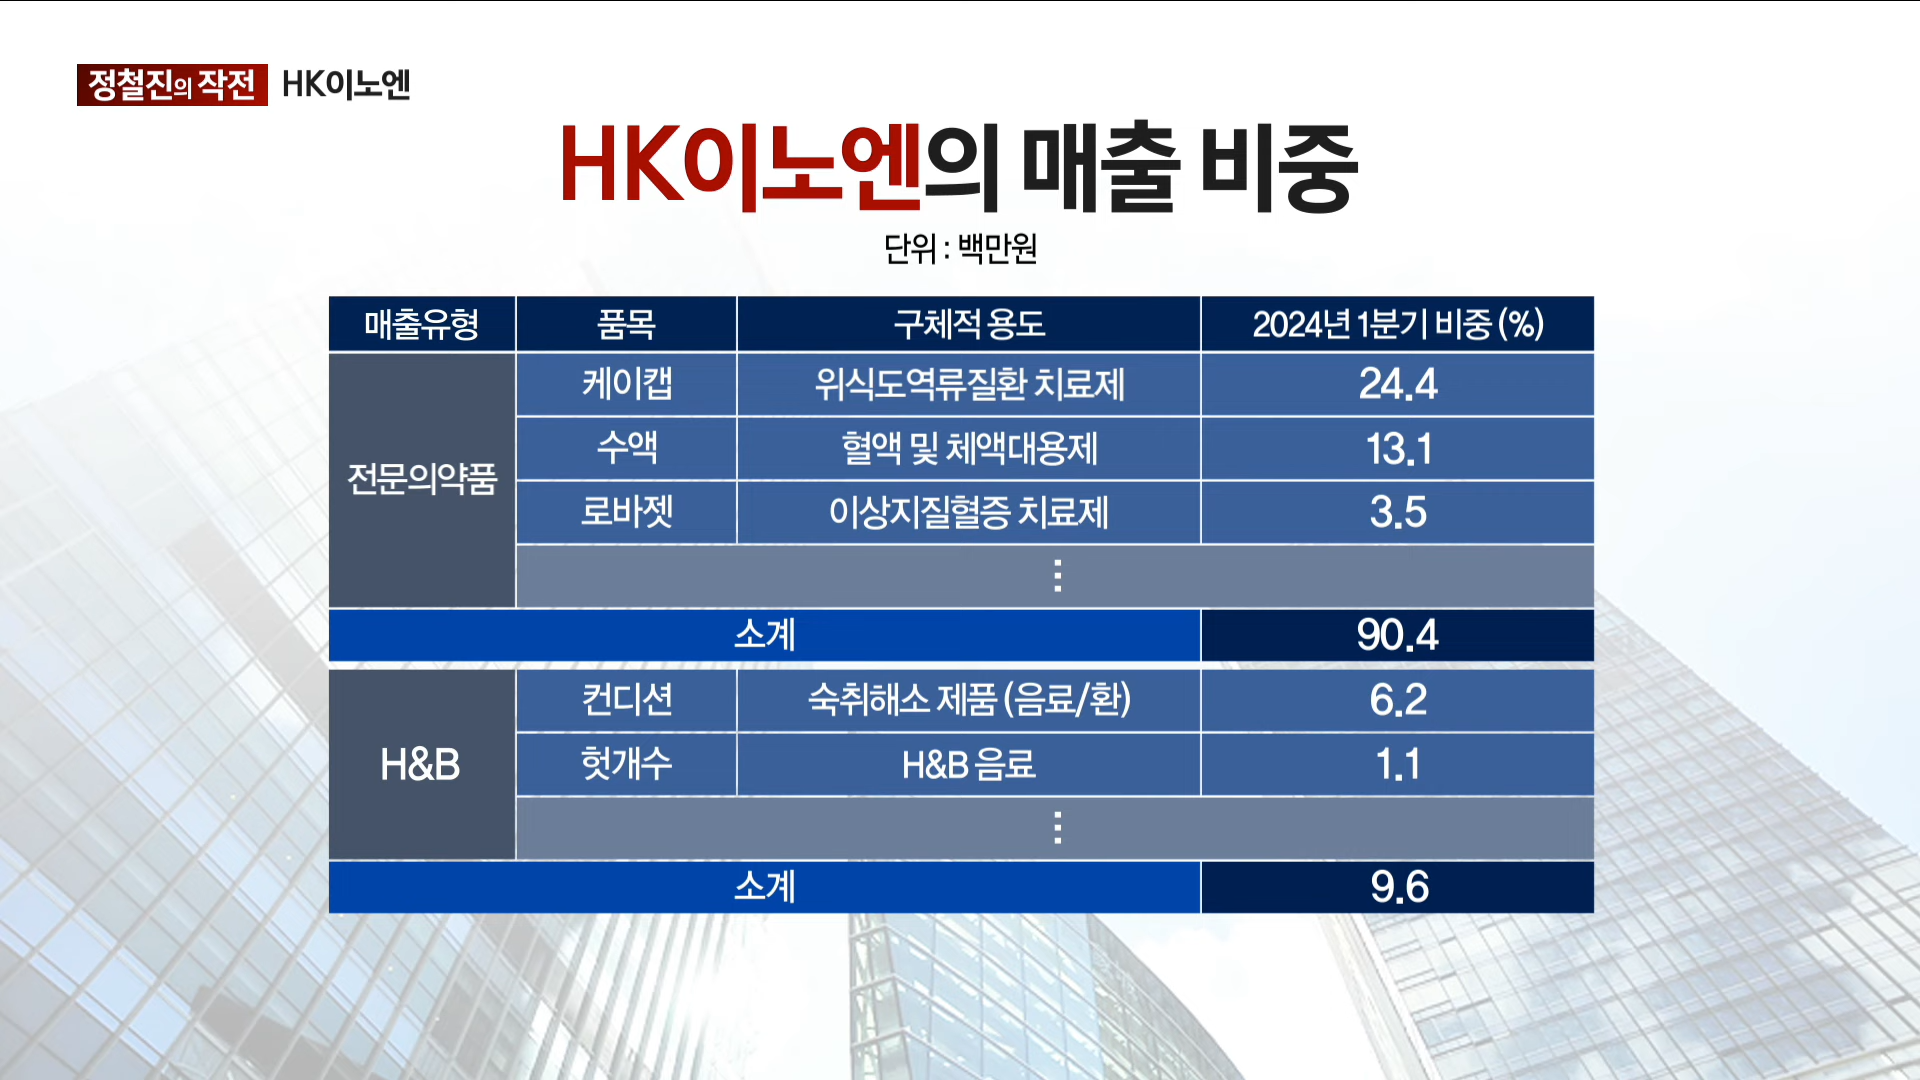 정철진의 작전 HK이노엔
HK이노엔의 매출 비중
단위 : 백만원
매출유형 품목 구체적 용도 2024년 1분기 비중 (%)
전문의약품
케이캡 위식도역류질환 치료제 24.4
수액 혈액 및 체액대용제 13.1
로바젯 이상지질혈증 치료제 3.5
⋮
소계 90.4
H&B
컨디션 숙취해소 제품 (음료/환) 6.2
헛개수 H&B 음료 1.1
⋮
소계 9.6